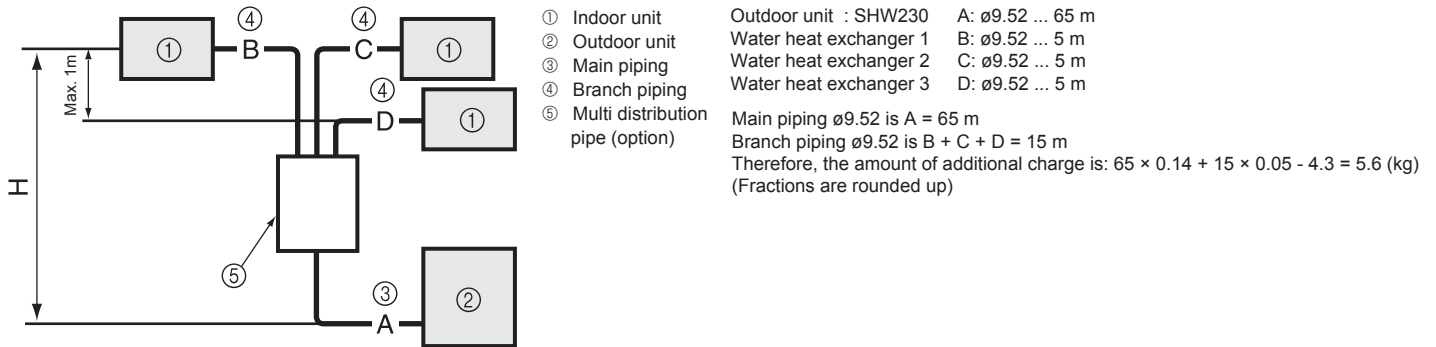 ④
④
①
B
C
①
Max. 1m
④
D
①
H
⑤
③
A
②
① Indoor unit
② Outdoor unit
③ Main piping
④ Branch piping
⑤ Multi distribution
pipe (option)
Outdoor unit : SHW230 A: ø9.52 ... 65 m
Water heat exchanger 1 B: ø9.52 ... 5 m
Water heat exchanger 2 C: ø9.52 ... 5 m
Water heat exchanger 3 D: ø9.52 ... 5 m
Main piping ø9.52 is A = 65 m
Branch piping ø9.52 is B + C + D = 15 m
Therefore, the amount of additional charge is: 65 × 0.14 + 15 × 0.05 - 4.3 = 5.6 (kg)
(Fractions are rounded up)